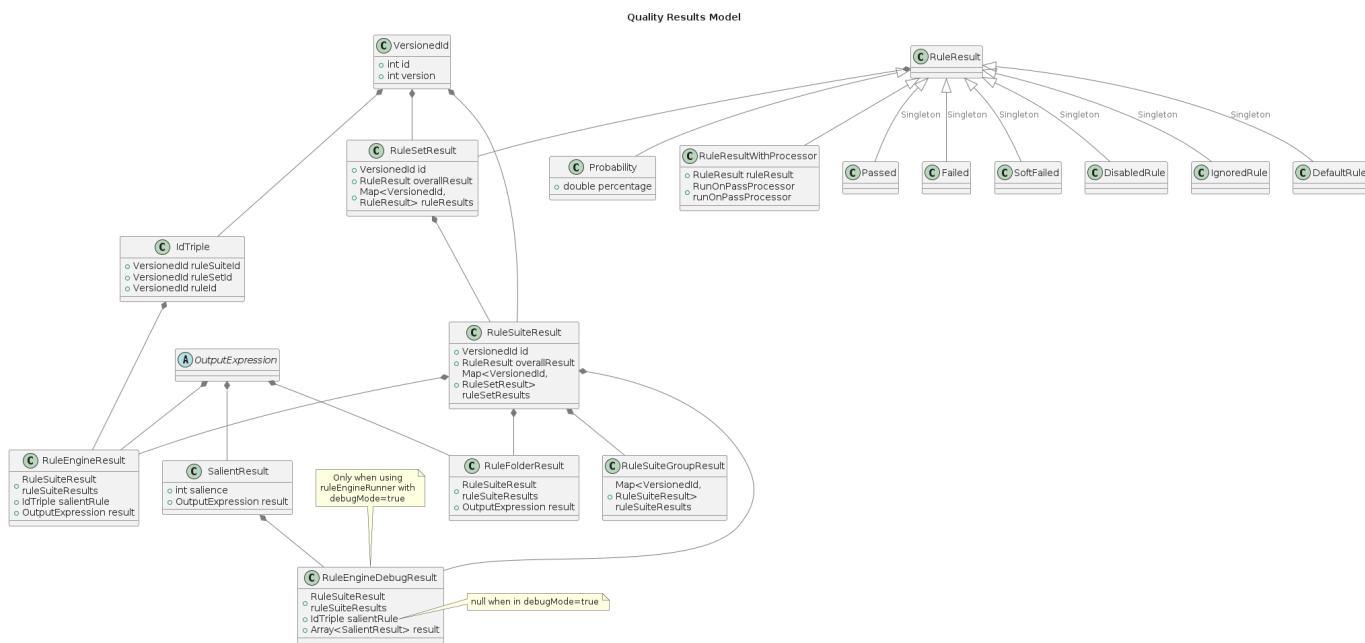 Quality Results Model
C VersionedId
int id
int version
C RuleResult
C RuleSetResult
VersionedId id
RuleResult overallResult
Map<VersionedId,
RuleResult> ruleResults
C Probability
double percentage
C RuleResultWithProcessor
RuleResult ruleResult
RunOnPassProcessor
runOnPassProcessor
Singleton
Singleton
Singleton
Singleton
Singleton
Singleton
C Passed
C Failed
C SoftFailed
C DisabledRule
C IgnoredRule
C DefaultRule
C IdTriple
VersionedId ruleSuiteId
VersionedId ruleSetId
VersionedId ruleId
C RuleSuiteResult
VersionedId id
RuleResult overallResult
Map<VersionedId,
RuleSetResult>
ruleSetResults
A OutputExpression
C RuleEngineResult
RuleSuiteResult
ruleSuiteResults
IdTriple salientRule
OutputExpression result
C SalientResult
int salience
OutputExpression result
Only when using
ruleEngineRunner with
debugMode=true
C RuleFolderResult
RuleSuiteResult
ruleSuiteResults
OutputExpression result
C RuleSuiteGroupResult
Map<VersionedId,
RuleSuiteResult>
ruleSuiteResults
C RuleEngineDebugResult
RuleSuiteResult
ruleSuiteResults
IdTriple salientRule
Array<SalientResult> result
null when in debugMode=true